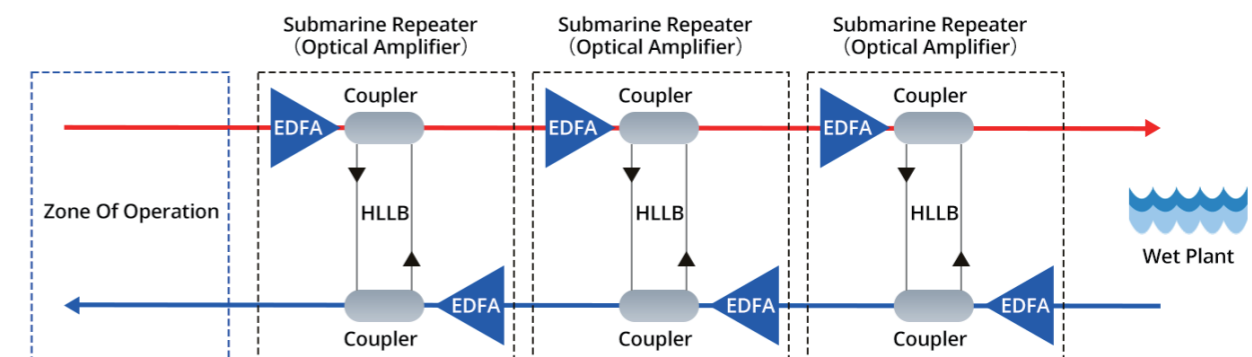 Submarine Repeater
（Optical Amplifier）
Submarine Repeater
（Optical Amplifier）
Submarine Repeater
（Optical Amplifier）
Coupler
Coupler
Coupler
EDFA
EDFA
EDFA
Zone Of Operation
HLLB
HLLB
HLLB
Wet Plant
EDFA
EDFA
EDFA
Coupler
Coupler
Coupler